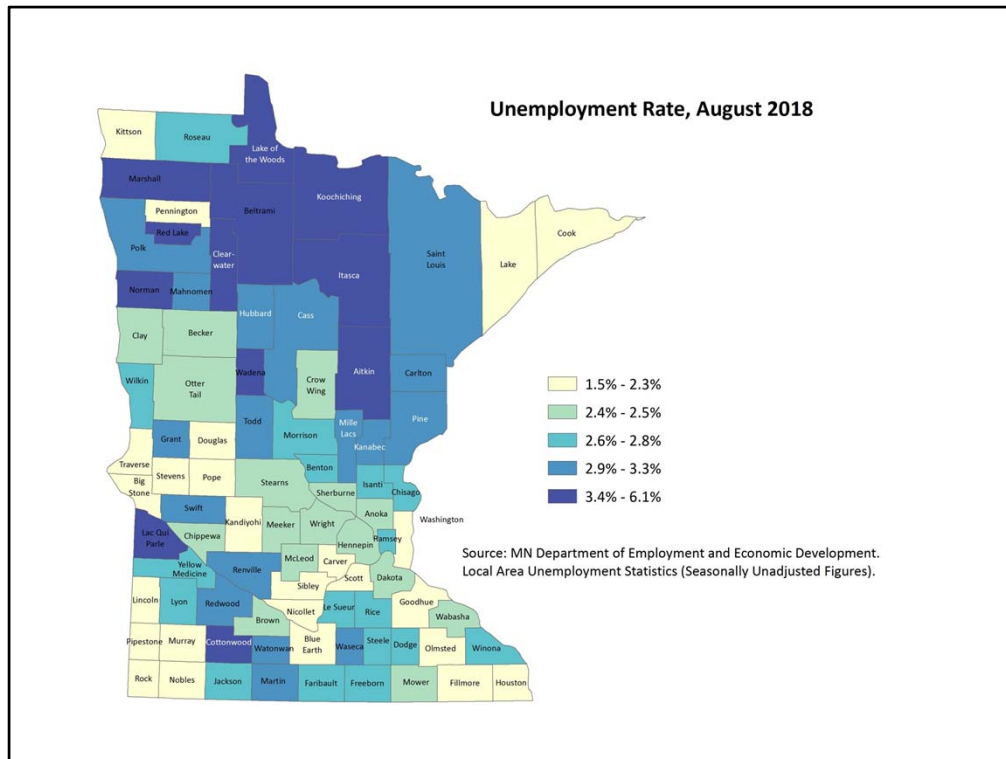 Unemployment Rate, August 2018
Kittson
Roseau
Lake of
the Woods
Marshall
Koochiching
Pennington
Beltrami
Red Lake
Polk
Clear-
water
Saint
Louis
Lake
Cook
Itasca
Norman
Mahnomen
Hubbard
Cass
Clay
Becker
Wadena
Aitkin
Carlton
Wilkin
Otter
Tail
Crow
Wing
Pine
Todd
Morrison
Mille
Lacs
Kanabec
Grant
Douglas
Traverse
Stevens
Pope
Benton
Isanti
Chisago
Big
Stone
Stearns
Sherburne
Anoka
Swift
Kandiyohi
Meeker
Wright
Washington
Ramsey
Hennepin
Lac Qui
Parle
Chippewa
McLeod
Carver
Scott
Dakota
Yellow
Medicine
Renville
Sibley
Lincoln
Lyon
Redwood
Nicollet
Le Sueur
Rice
Goodhue
Wabasha
Brown
Pipestone
Murray
Cottonwood
Watonwan
Blue
Earth
Waseca
Steele
Dodge
Olmsted
Winona
Rock
Nobles
Jackson
Martin
Faribault
Freeborn
Mower
Fillmore
Houston
1.5% - 2.3%
2.4% - 2.5%
2.6% - 2.8%
2.9% - 3.3%
3.4% - 6.1%
Source: MN Department of Employment and Economic Development.
Local Area Unemployment Statistics (Seasonally Unadjusted Figures).